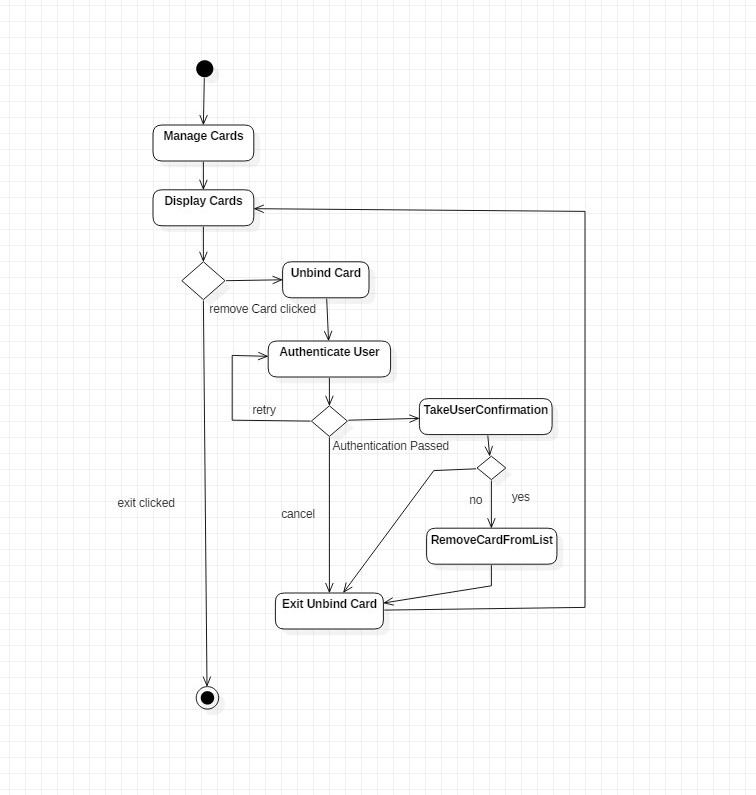 Manage Cards
Display Cards
Unbind Card
remove Card clicked
Authenticate User
retry
TakeUserConfirmation
Authentication Passed
exit clicked
cancel
no
yes
RemoveCardFromList
Exit Unbind Card